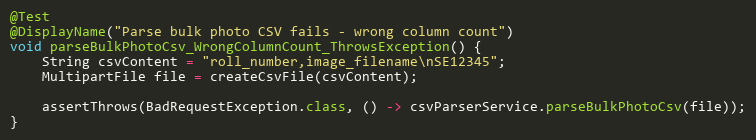 @Test
@DisplayName("Parse bulk photo CSV fails - wrong column count")
void parseBulkPhotoCsv_WrongColumnCount_ThrowsException() {
    String csvContent = "roll_number,image_filename\nSE12345";
    MultipartFile file = createCsvFile(csvContent);

    assertThrows(BadRequestException.class, () -> csvParserService.parseBulkPhotoCsv(file));
}